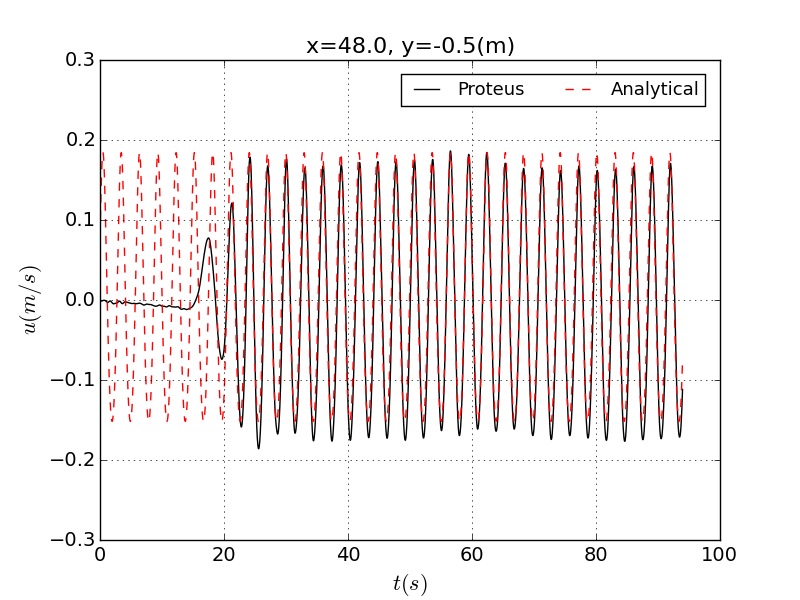 x=48.0, y=-0.5(m)
Proteus
Analytical
0.3
0.2
0.1
0.0
−0.1
−0.2
−0.3
u(m/s)
0 20 40 60 80 100
t(s)